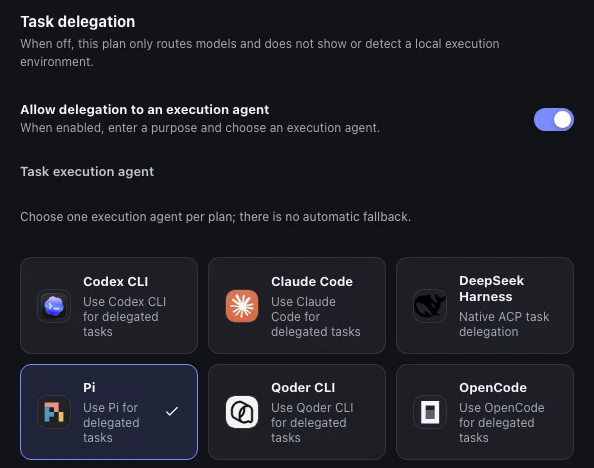 Task delegation
When off, this plan only routes models and does not show or detect a local execution
environment.
Allow delegation to an execution agent
When enabled, enter a purpose and choose an execution agent.
Task execution agent
Choose one execution agent per plan; there is no automatic fallback.
Codex CLI
Use Codex CLI
for delegated
tasks
Claude Code
Use Claude
Code for
delegated tasks
DeepSeek
Harness
Native ACP task
delegation
Pi
Use Pi for
delegated
tasks
Qoder CLI
Use Qoder CLI
for delegated
tasks
OpenCode
Use OpenCode
for delegated
tasks